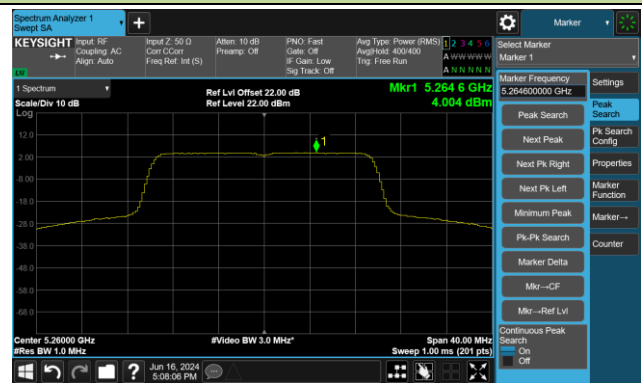 Spectrum Analyzer 1
Swept SA
Marker
KEYSIGHT
Input: RF
Coupling: AC
Align: Auto
Input Z: 50 Ω
Corr CCorr
Freq Ref: Int (S)
Atten: 10 dB
Preamp: Off
PNO: Fast
Gate: Off
IF Gain: Low
Sig Track: Off
Avg Type: Power (RMS)
Avg|Hold: 400/400
Trig: Free Run
1 2 3 4 5 6
A W W W W W
A N N N N N
LW
Select Marker
Marker 1
1 Spectrum
Scale/Div 10 dB
Log
Ref Lvl Offset 22.00 dB
Ref Level 22.00 dBm
Mkr1 5.264 6 GHz
4.004 dBm
12.0
2.00
-8.00
-18.0
-28.0
-38.0
-48.0
-58.0
-68.0
1
Center 5.26000 GHz
#Res BW 1.0 MHz
#Video BW 3.0 MHz*
Span 40.00 MHz
Sweep 1.00 ms (201 pts)
Marker Frequency
5.264600000 GHz
Peak Search
Next Peak
Next Pk Right
Next Pk Left
Minimum Peak
Pk-Pk Search
Marker Delta
Mkr→CF
Mkr→Ref Lvl
Continuous Peak
Search
On
Off
Settings
Peak
Search
Pk Search
Config
Properties
Marker
Function
Marker→
Counter
Jun 16, 2024
5:08:06 PM